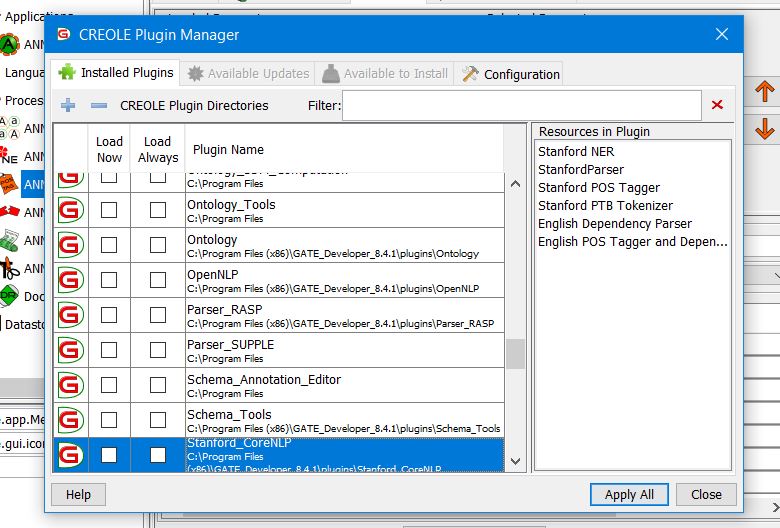 Applications
CREOLE Plugin Manager
ANN
Installed Plugins
Available Updates
Available to Install
Configuration
Langua
Proces
CREOLE Plugin Directories
Filter:
Load Now
Load Always
Plugin Name
Resources in Plugin
C:\Program Files
Ontology_Tools
C:\Program Files
Ontology
C:\Program Files (x86)\GATE_Developer_8.4.1\plugins\Ontology
OpenNLP
C:\Program Files (x86)\GATE_Developer_8.4.1\plugins\OpenNLP
Parser_RASP
C:\Program Files (x86)\GATE_Developer_8.4.1\plugins\Parser_RASP
Parser_SUPPLE
C:\Program Files
Schema_Annotation_Editor
C:\Program Files
Schema_Tools
C:\Program Files (x86)\GATE_Developer_8.4.1\plugins\Schema_Tools
Stanford_CoreNLP
C:\Program Files
(x86)\GATE_Developer_8.4.1\plugins\Stanford_CoreNLP
Stanford NER
StanfordParser
Stanford POS Tagger
Stanford PTB Tokenizer
English Dependency Parser
English POS Tagger and Depen...
ANN
ANN
ANN
ANN
ANN
ANN
Doc
Datasto
.app.Me
.gui.ico
Help
Apply All
Close